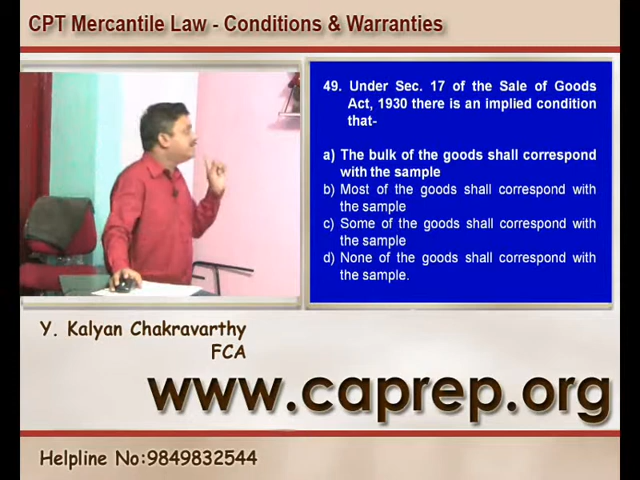 CPT Mercantile Law - Conditions & Warranties
49. Under Sec. 17 of the Sale of Goods
Act, 1930 there is an implied condition
that-
a) The bulk of the goods shall correspond
with the sample
b) Most of the goods shall correspond with
the sample
c) Some of the goods shall correspond with
the sample
d) None of the goods shall correspond with
the sample.
Y. Kalyan Chakravarthy
FCA
www.caprep.org
Helpline No:9849832544